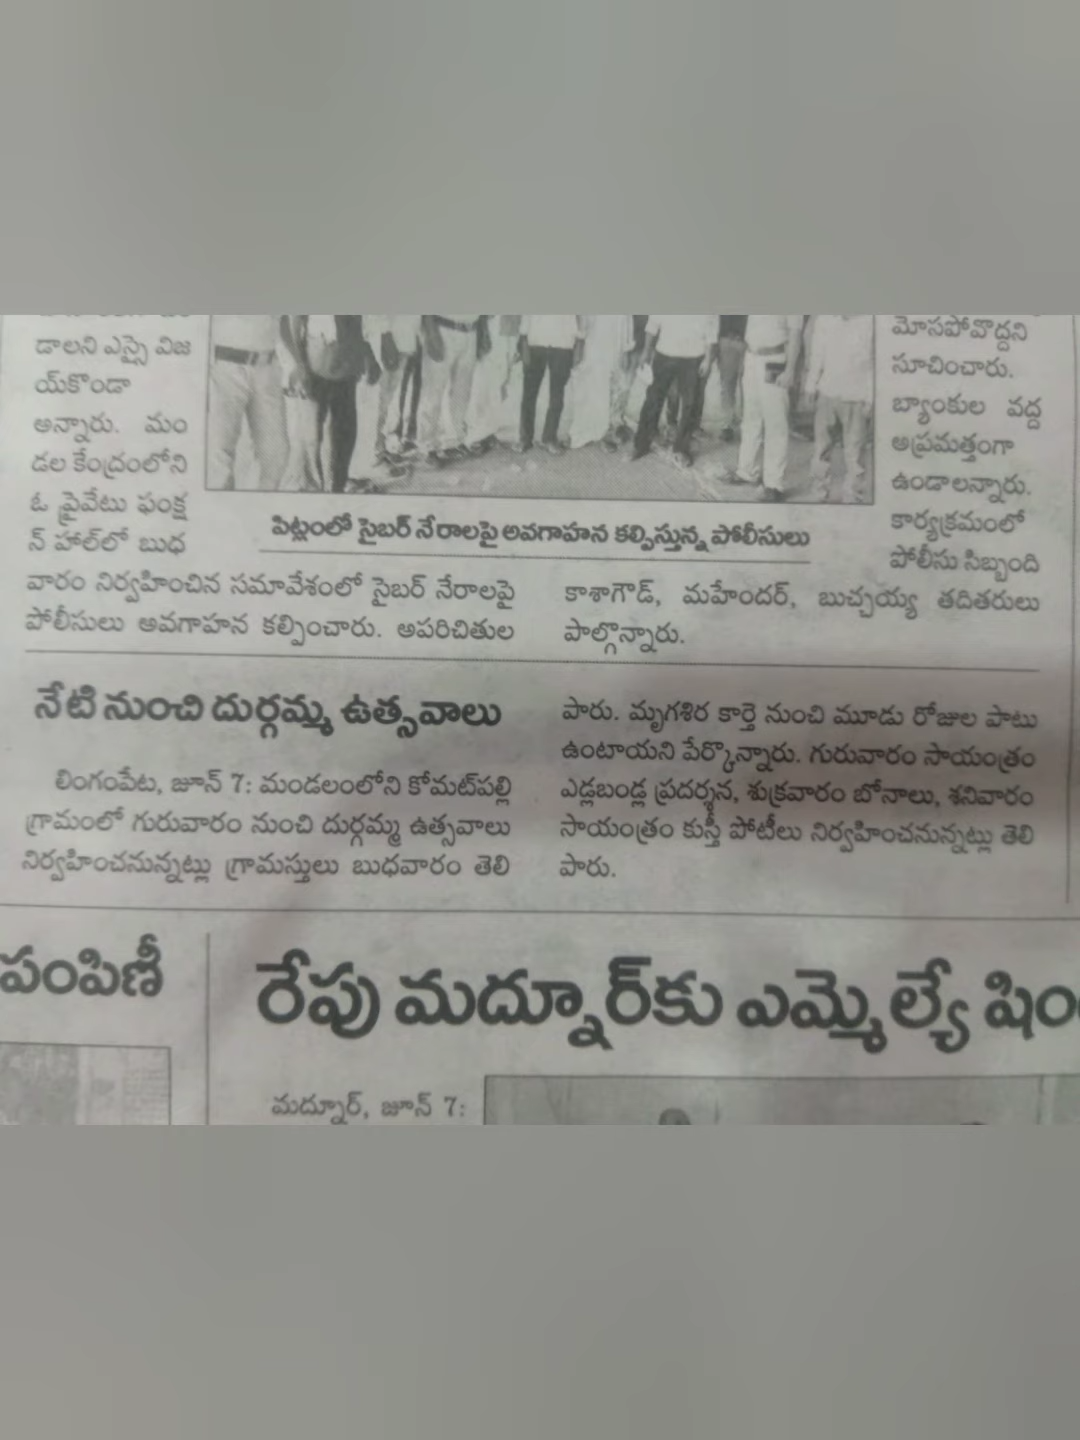 డాలని ఎస్సై విజ
య్‌కొండా
అన్నారు. మం
డల కేంద్రంలోని
ఓ ప్రైవేటు ఫంక్ష
న్ హాల్‌లో బుధ
వారం నిర్వహించిన సమావేశంలో సైబర్ నేరాలపై
పోలీసులు అవగాహన కల్పించారు. అపరిచితుల
పిట్లంలో సైబర్ నేరాలపై అవగాహన కల్పిస్తున్న పోలీసులు
మోసపోవొద్దని
సూచించారు.
బ్యాంకుల వద్ద
అప్రమత్తంగా
ఉండాలన్నారు.
కార్యక్రమంలో
పోలీసు సిబ్బంది
కాశాగౌడ్, మహేందర్, బుచ్చయ్య తదితరులు
పాల్గొన్నారు.
నేటి నుంచి దుర్గమ్మ ఉత్సవాలు
లింగంపేట, జూన్ 7: మండలంలోని కోమట్‌పల్లి
గ్రామంలో గురువారం నుంచి దుర్గమ్మ ఉత్సవాలు
నిర్వహించనున్నట్లు గ్రామస్తులు బుధవారం తెలి
పారు. మృగశిర కార్తె నుంచి మూడు రోజుల పాటు
ఉంటాయని పేర్కొన్నారు. గురువారం సాయంత్రం
ఎడ్లబండ్ల ప్రదర్శన, శుక్రవారం బోనాలు, శనివారం
సాయంత్రం కుస్తీ పోటీలు నిర్వహించనున్నట్లు తెలి
పారు.
పంపిణీ
రేపు మద్నూర్‌కు ఎమ్మెల్యే షిం
మద్నూర్, జూన్ 7: